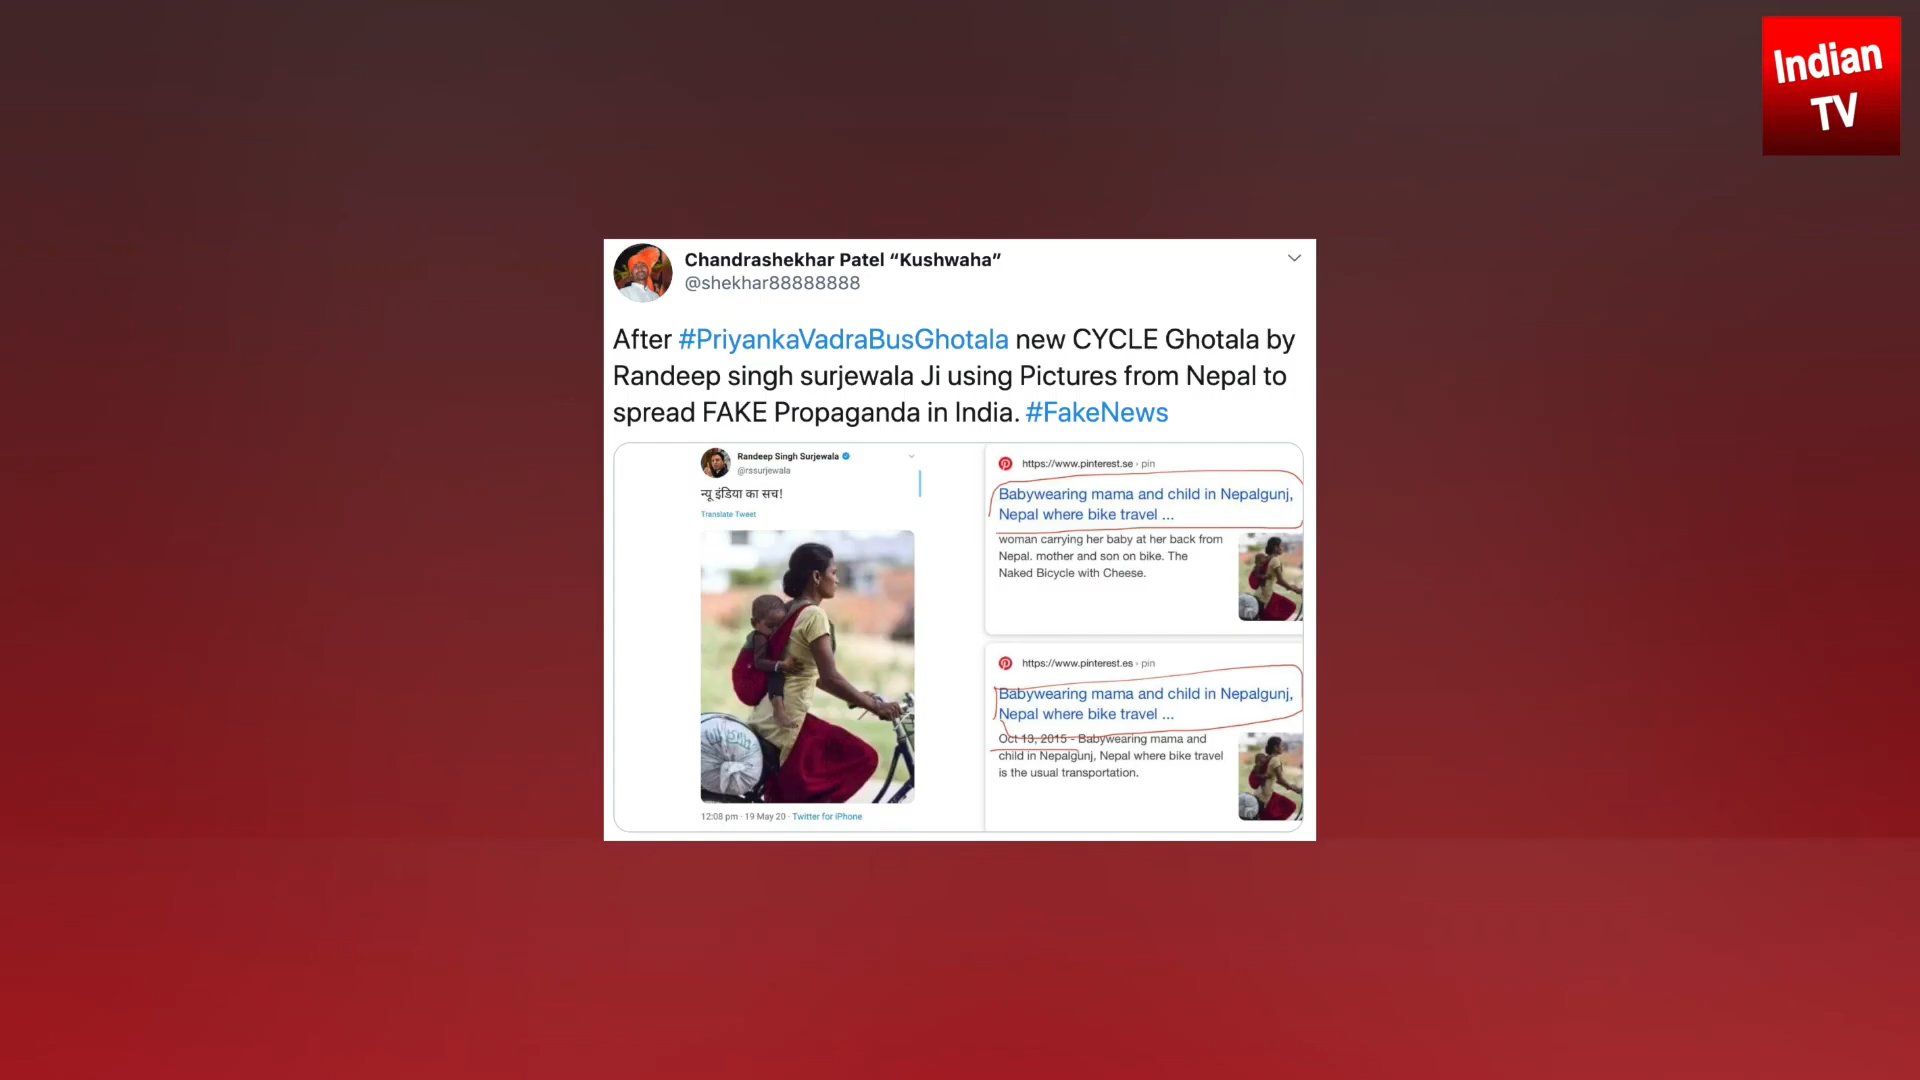 Indian
TV
Chandrashekhar Patel “Kushwaha”
@shekhar88888888
After #PriyankaVadraBusGhotala new CYCLE Ghotala by
Randeep singh surjewala Ji using Pictures from Nepal to
spread FAKE Propaganda in India. #FakeNews
Randeep Singh Surjewala
@rssurjewala
न्यू इंडिया का सच!
Translate Tweet
12:08 pm · 19 May 20 · Twitter for iPhone
https://www.pinterest.se › pin
Babywearing mama and child in Nepalgunj,
Nepal where bike travel ...
woman carrying her baby at her back from
Nepal. mother and son on bike. The
Naked Bicycle with Cheese.
https://www.pinterest.es › pin
Babywearing mama and child in Nepalgunj,
Nepal where bike travel ...
Oct 13, 2015 - Babywearing mama and
child in Nepalgunj, Nepal where bike travel
is the usual transportation.